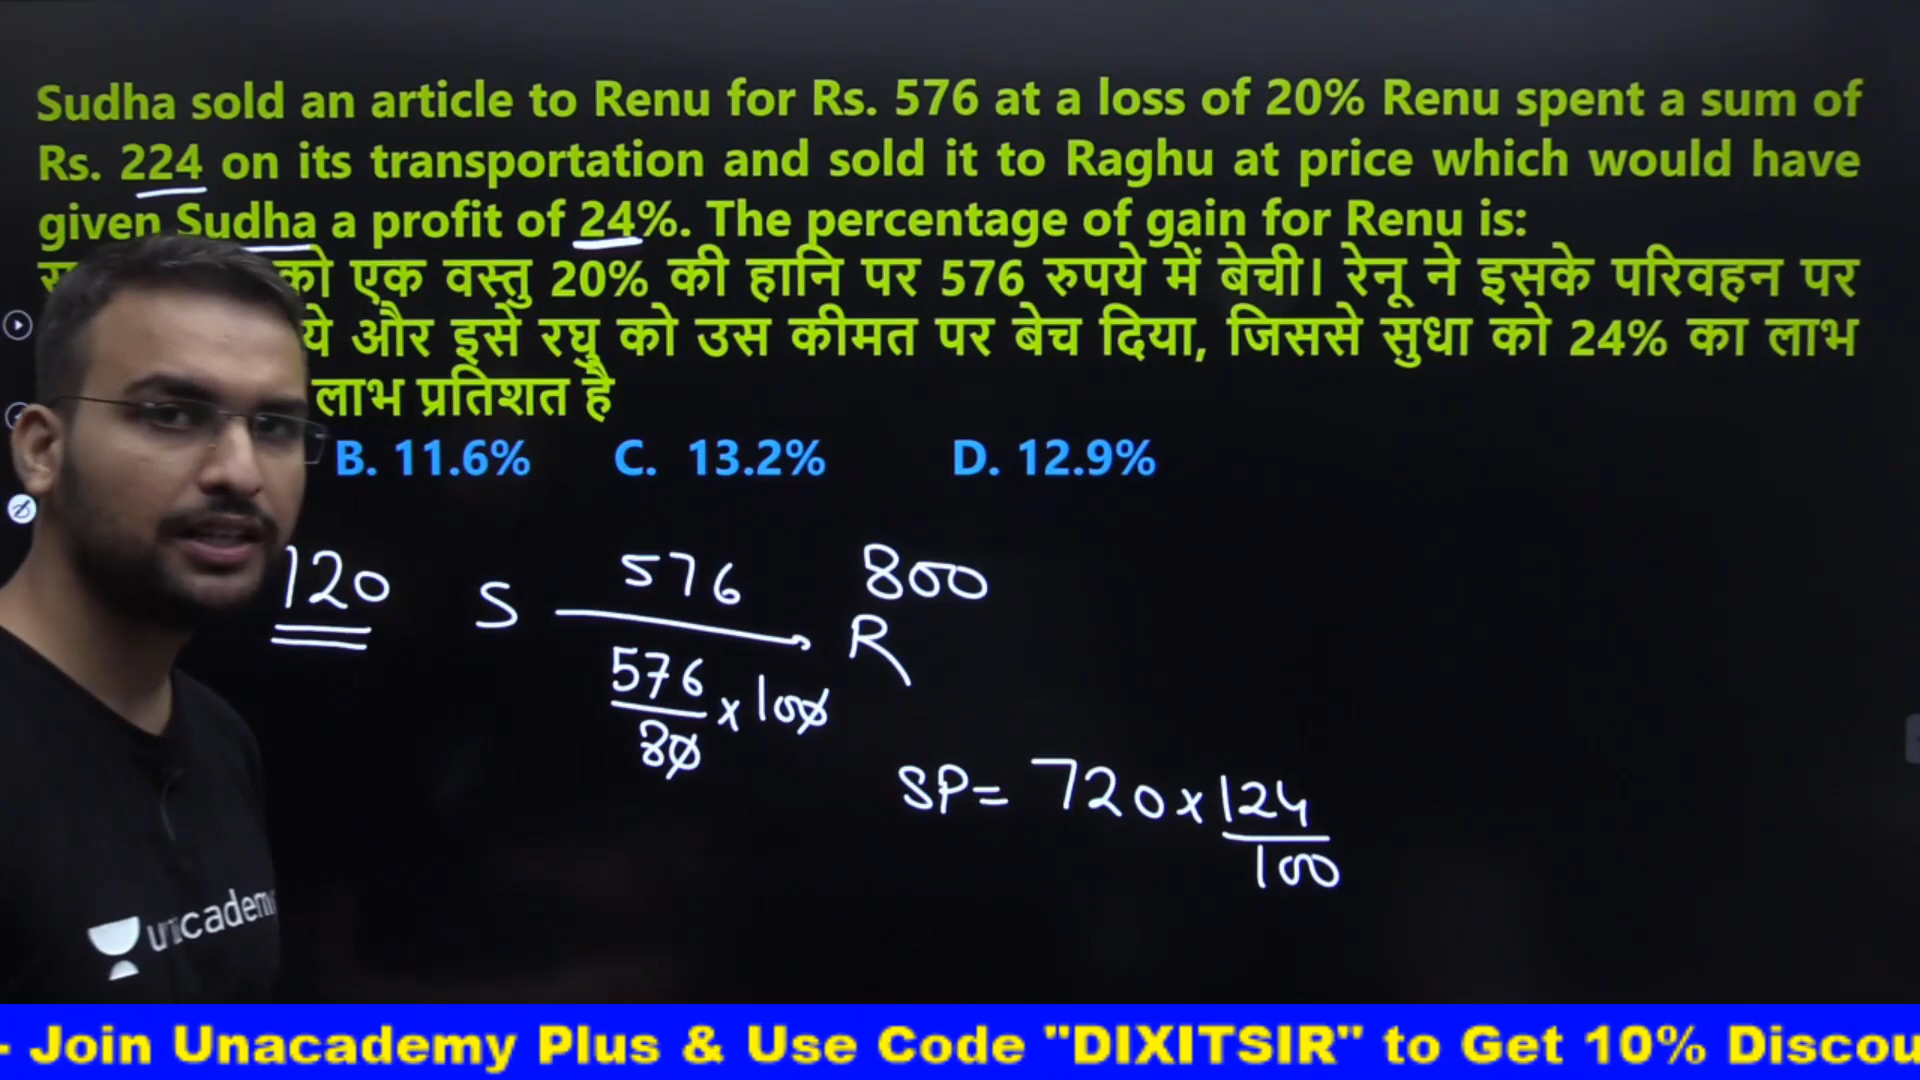 Sudha sold an article to Renu for Rs. 576 at a loss of 20% Renu spent a sum of
Rs. 224 on its transportation and sold it to Raghu at price which would have
given Sudha a profit of 24%. The percentage of gain for Renu is:
को एक वस्तु 20% की हानि पर 576 रुपये में बेची। रेनू ने इसके परिवहन पर
ये और इसे रघु को उस कीमत पर बेच दिया, जिससे सुधा को 24% का लाभ
लाभ प्रतिशत है
B. 11.6% C. 13.2% D. 12.9%
120 S 576 800
R
576
80 × 100
SP = 720 × 124
100
unacademy
- Join Unacademy Plus & Use Code "DIXITSIR" to Get 10% Discou